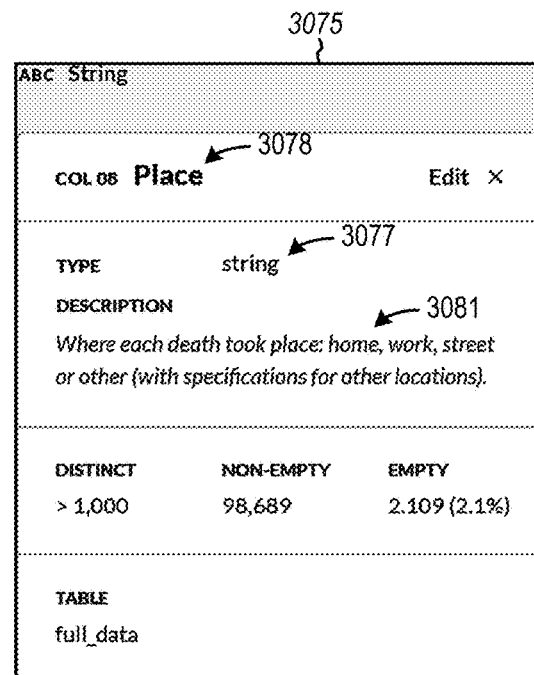 3075
ABC String
COL 08 Place Edit ×
3078
TYPE string
3077
DESCRIPTION
3081
Where each death took place: home, work, street
or other (with specifications for other locations).
DISTINCT NON-EMPTY EMPTY
> 1,000 98,689 2.109 (2.1%)
TABLE
full_data